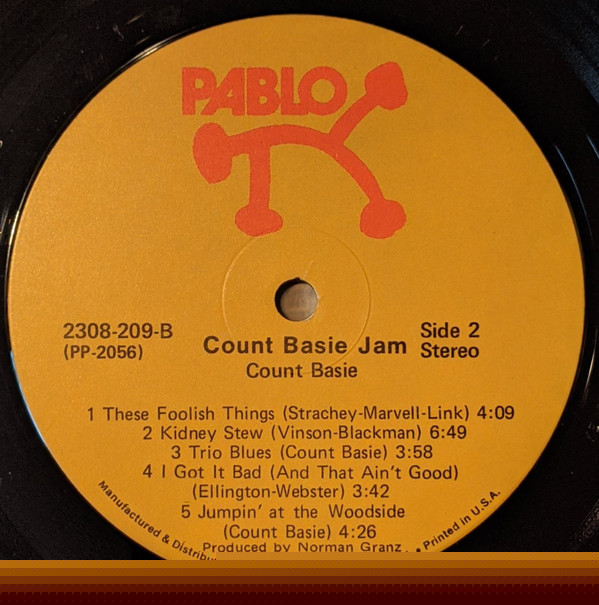 PABLO
2308-209-B
(PP-2056)
Count Basie Jam
Count Basie
Side 2
Stereo
1 These Foolish Things (Strachey-Marvell-Link) 4:09
2 Kidney Stew (Vinson-Blackman) 6:49
3 Trio Blues (Count Basie) 3:58
4 I Got It Bad (And That Ain't Good)
(Ellington-Webster) 3:42
5 Jumpin' at the Woodside
(Count Basie) 4:26
Produced by Norman Granz
Manufactured &
• Printed in U.S.A.